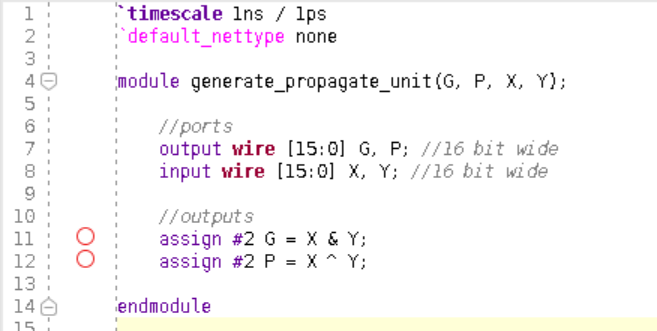 1 `timescale 1ns / 1ps
2 `default_nettype none
3
4 module generate_propagate_unit(G, P, X, Y);
5
6 //ports
7 output wire [15:0] G, P; //16 bit wide
8 input wire [15:0] X, Y; //16 bit wide
9
10 //outputs
11 assign #2 G = X & Y;
12 assign #2 P = X ^ Y;
13
14 endmodule
15